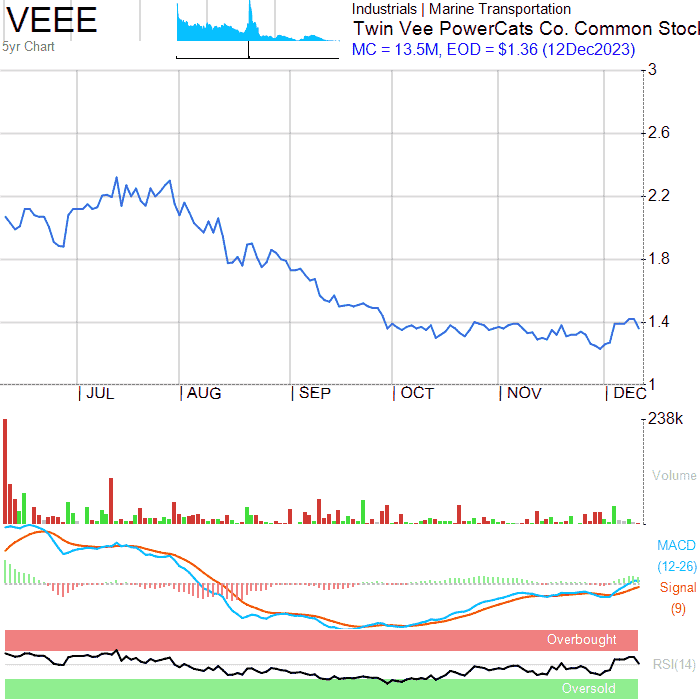 VEEE
5yr Chart
Industrials | Marine Transportation
Twin Vee PowerCats Co. Common Stoc
MC = 13.5M, EOD = $1.36 (12Dec2023)
3
2.6
2.2
1.8
1.4
1
JUL AUG SEP OCT NOV DEC
238k
Volume
MACD
(12-26)
Signal
(9)
Overbought
RSI(14)
Oversold